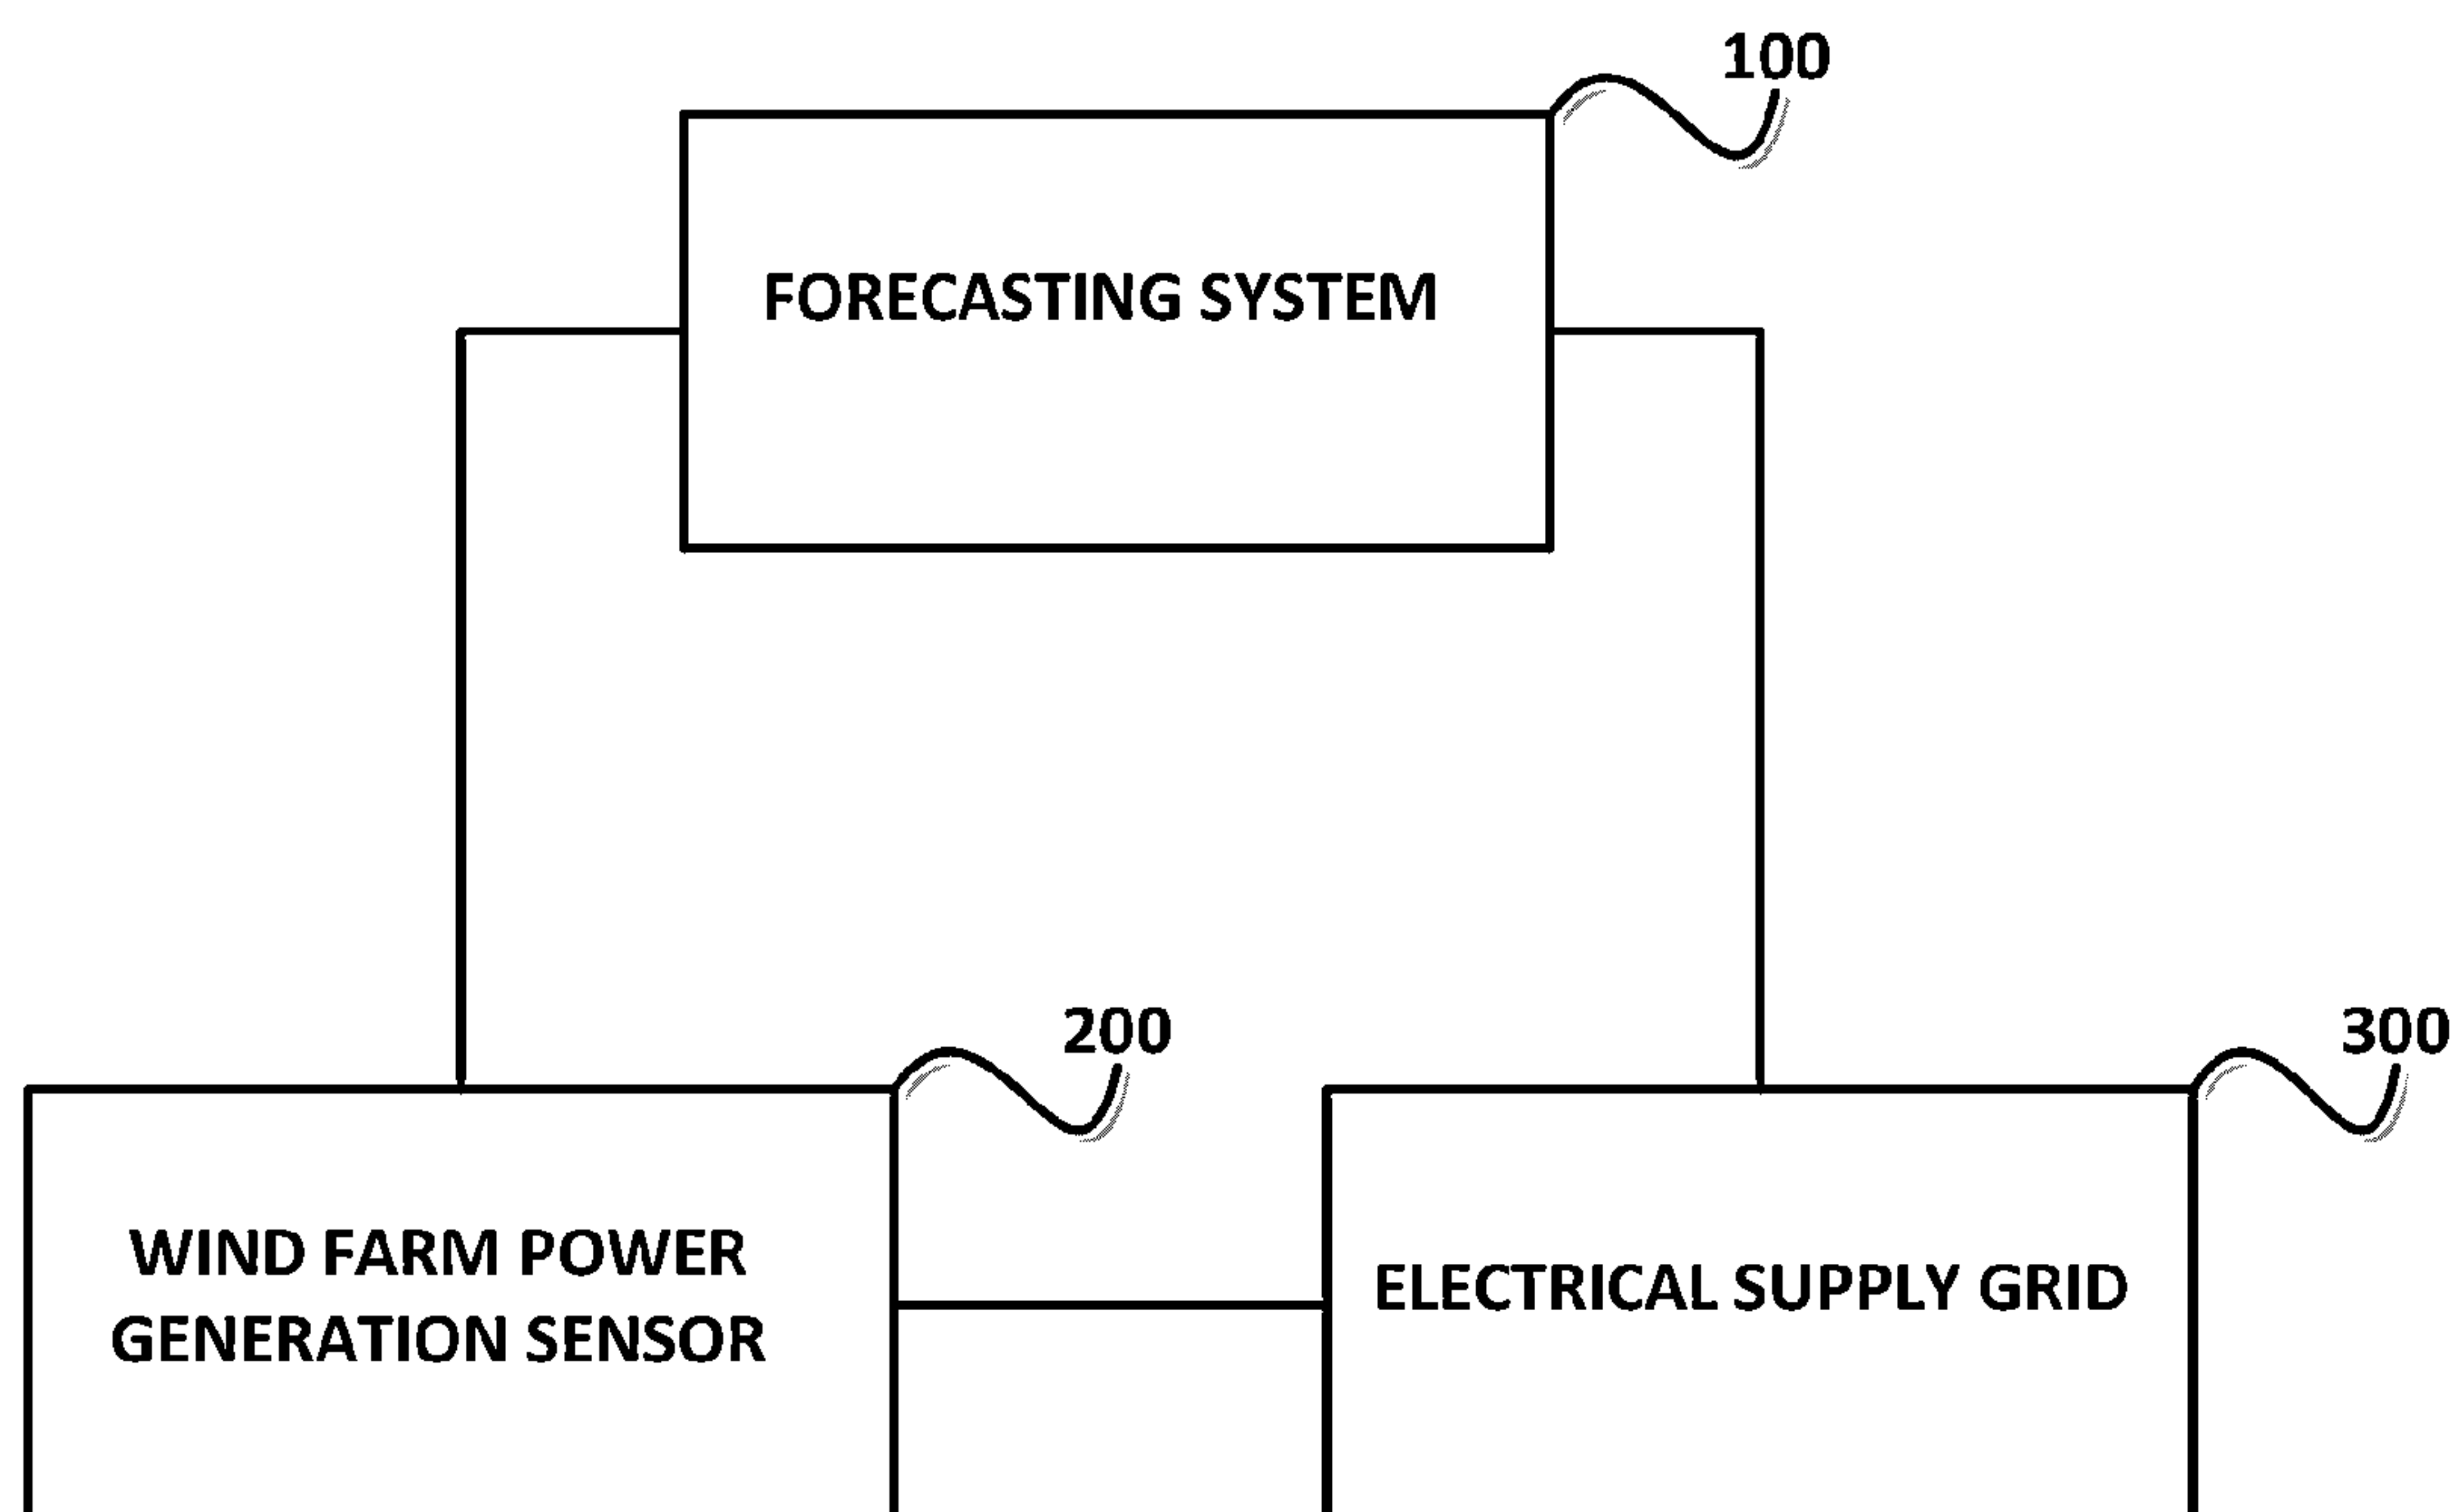 100
FORECASTING SYSTEM
200
300
WIND FARM POWER
GENERATION SENSOR
ELECTRICAL SUPPLY GRID